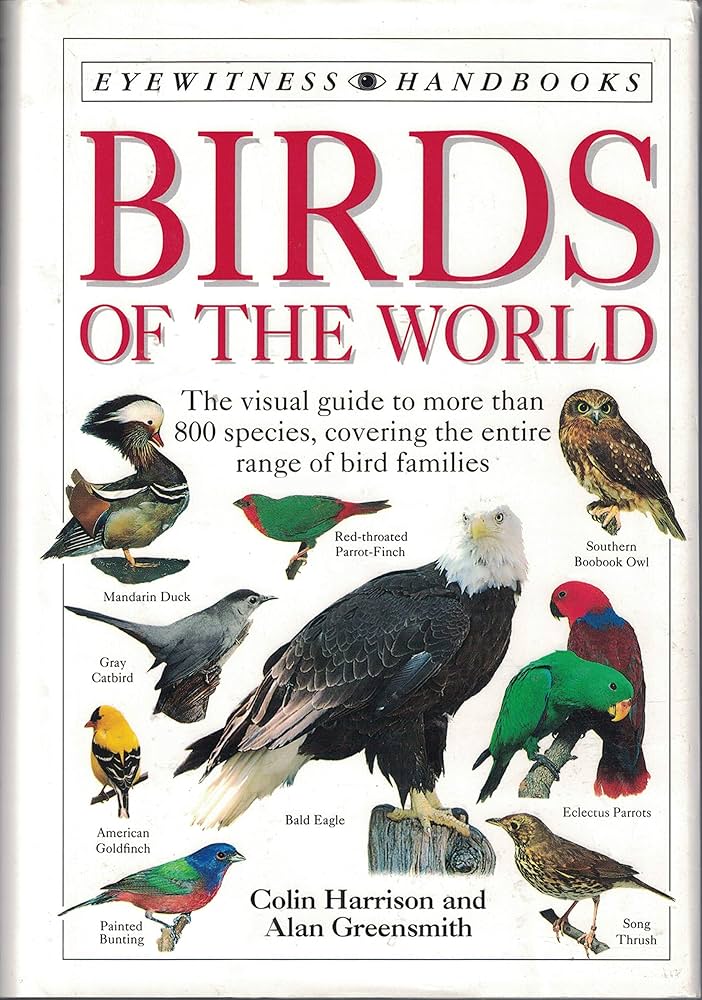 EYEWITNESS HANDBOOKS
BIRDS
OF THE WORLD
The visual guide to more than
800 species, covering the entire
range of bird families
Red-throated
Parrot-Finch
Southern
Boobook Owl
Mandarin Duck
Gray
Catbird
Bald Eagle
Eclectus Parrots
American
Goldfinch
Colin Harrison and
Alan Greensmith
Painted
Bunting
Song
Thrush